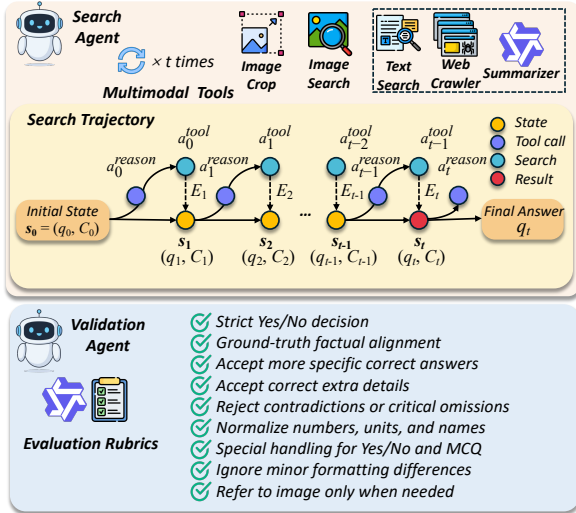 Search Agent
× t times
Multimodal Tools
Image Crop
Image Search
Text Search
Web Crawler
Summarizer
Search Trajectory
State
Tool call
Search
Result
a_0^{tool} a_1^{tool} a_{t-2}^{tool} a_{t-1}^{tool}
a_0^{reason} a_1^{reason} a_{t-1}^{reason} a_t^{reason}
E_1 E_2 E_{t-1} E_t
Initial State
s_0 = (q_0, C_0)
...
Final Answer
q_t
s_1 s_2 s_{t-1} s_t
(q_1, C_1) (q_2, C_2) (q_{t-1}, C_{t-1}) (q_t, C_t)
Validation Agent
Evaluation Rubrics
Strict Yes/No decision
Ground-truth factual alignment
Accept more specific correct answers
Accept correct extra details
Reject contradictions or critical omissions
Normalize numbers, units, and names
Special handling for Yes/No and MCQ
Ignore minor formatting differences
Refer to image only when needed